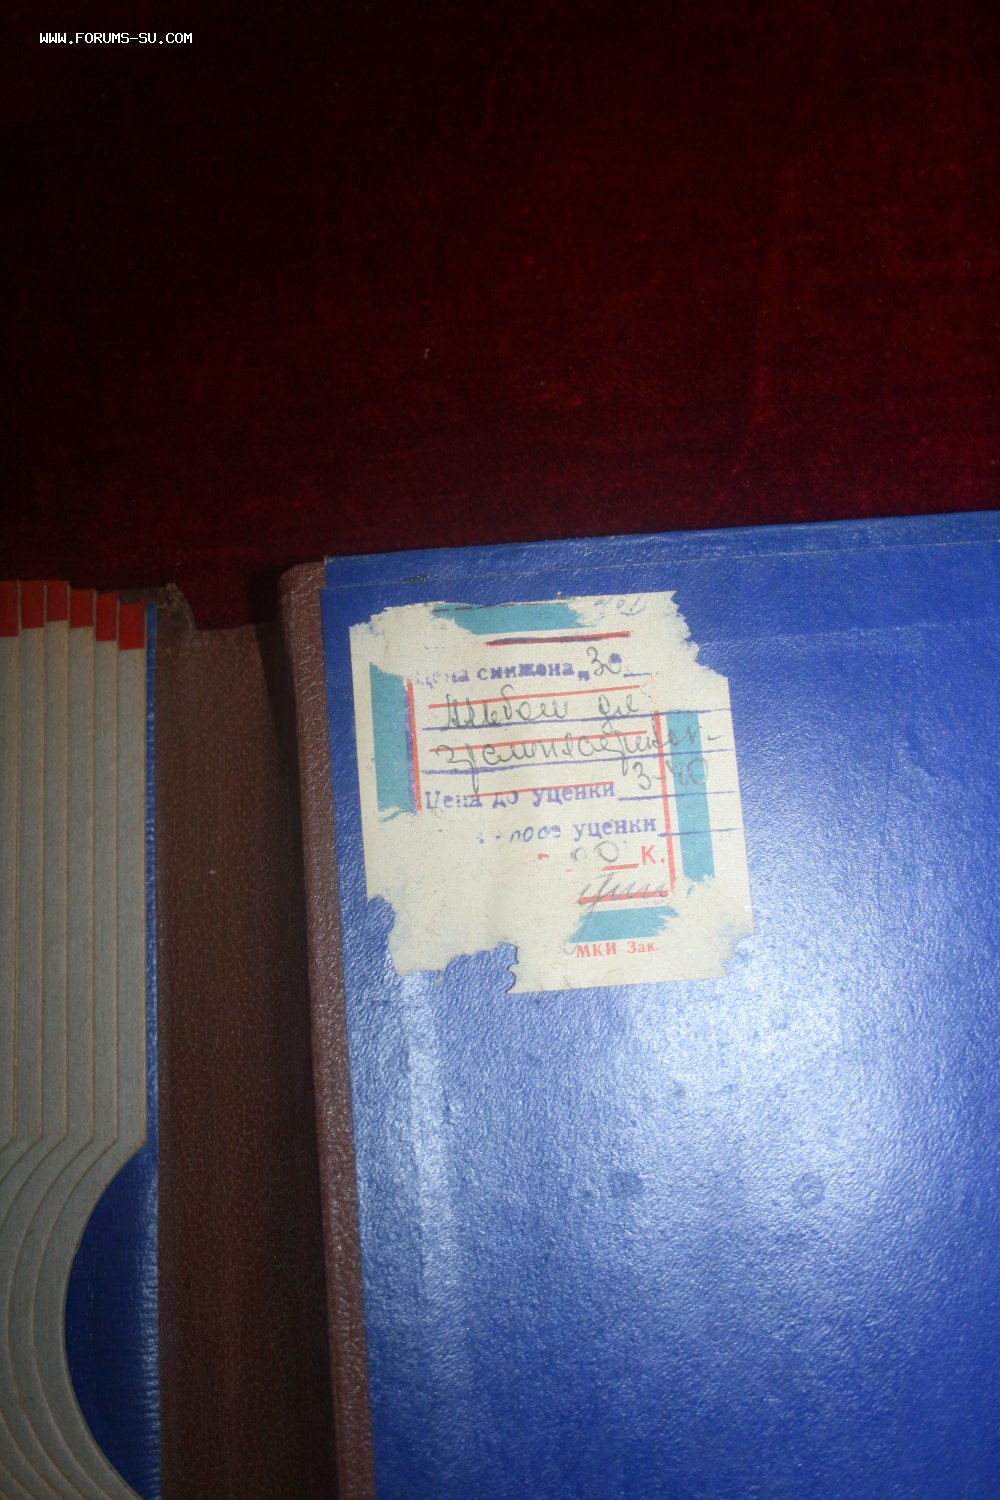 WWW.FORUMS-SU.COM
Цена снижена „30
Альбом для
грампластинок
Цена до уценки 3-40
после уценки
К.
МКИ Зак.